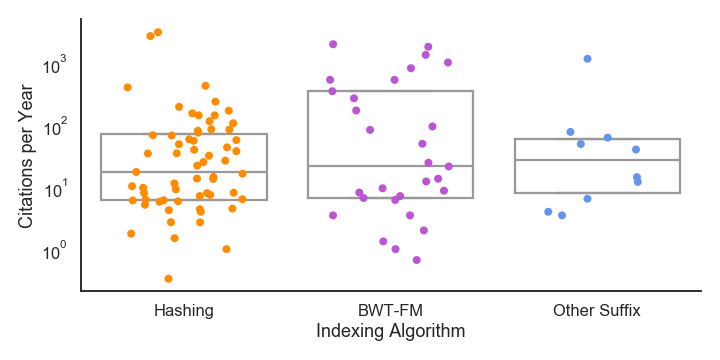 Citations per Year
10³
10²
10¹
10⁰
Hashing
BWT-FM
Other Suffix
Indexing Algorithm